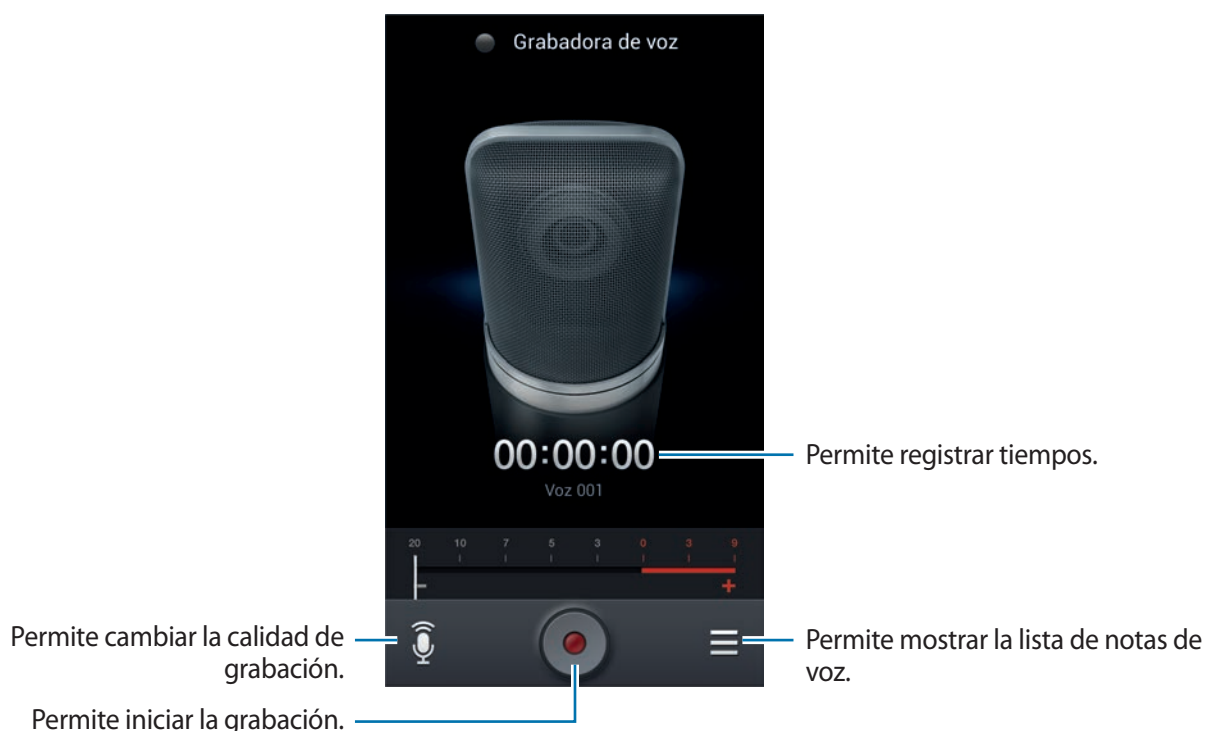 Grabadora de voz
00:00:00
Permite registrar tiempos.
Voz 001
20 10 7 5 3 0 3 9
- +
Permite cambiar la calidad de
grabación.
Permite mostrar la lista de notas de
voz.
Permite iniciar la grabación.